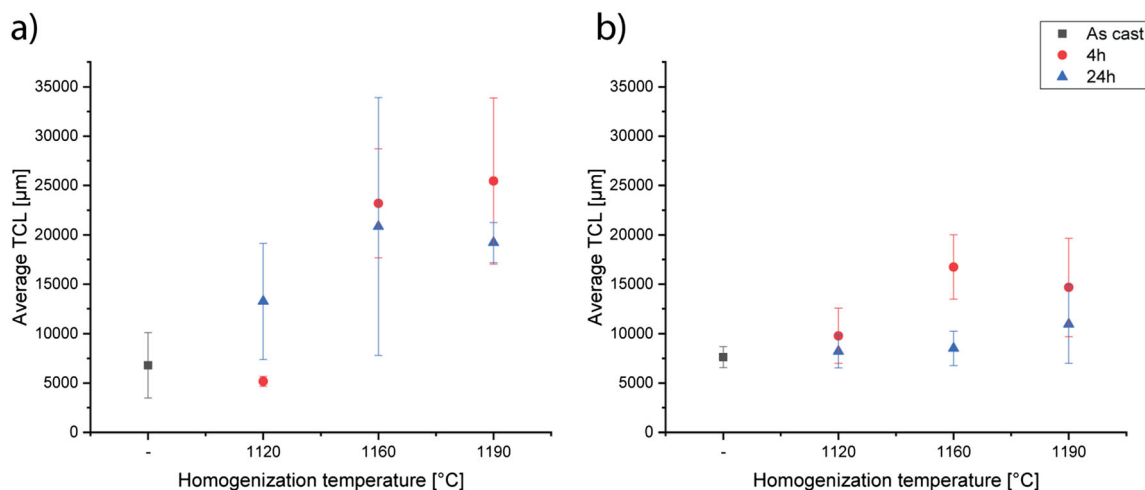 a)
35000
30000
25000
20000
15000
10000
5000
0
Average TCL [µm]
- 1120 1160 1190
Homogenization temperature [°C]
b)
As cast
4h
24h
35000
30000
25000
20000
15000
10000
5000
0
Average TCL [µm]
- 1120 1160 1190
Homogenization temperature [°C]